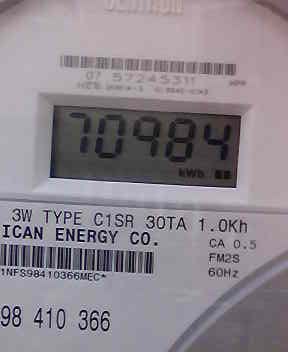 CENTRON
07 57245311
70984
kWh
3W TYPE C1SR 30TA 1.0Kh
ICAN ENERGY CO.
CA 0.5
FM2S
60Hz
1NFS98410366MEC*
98 410 366